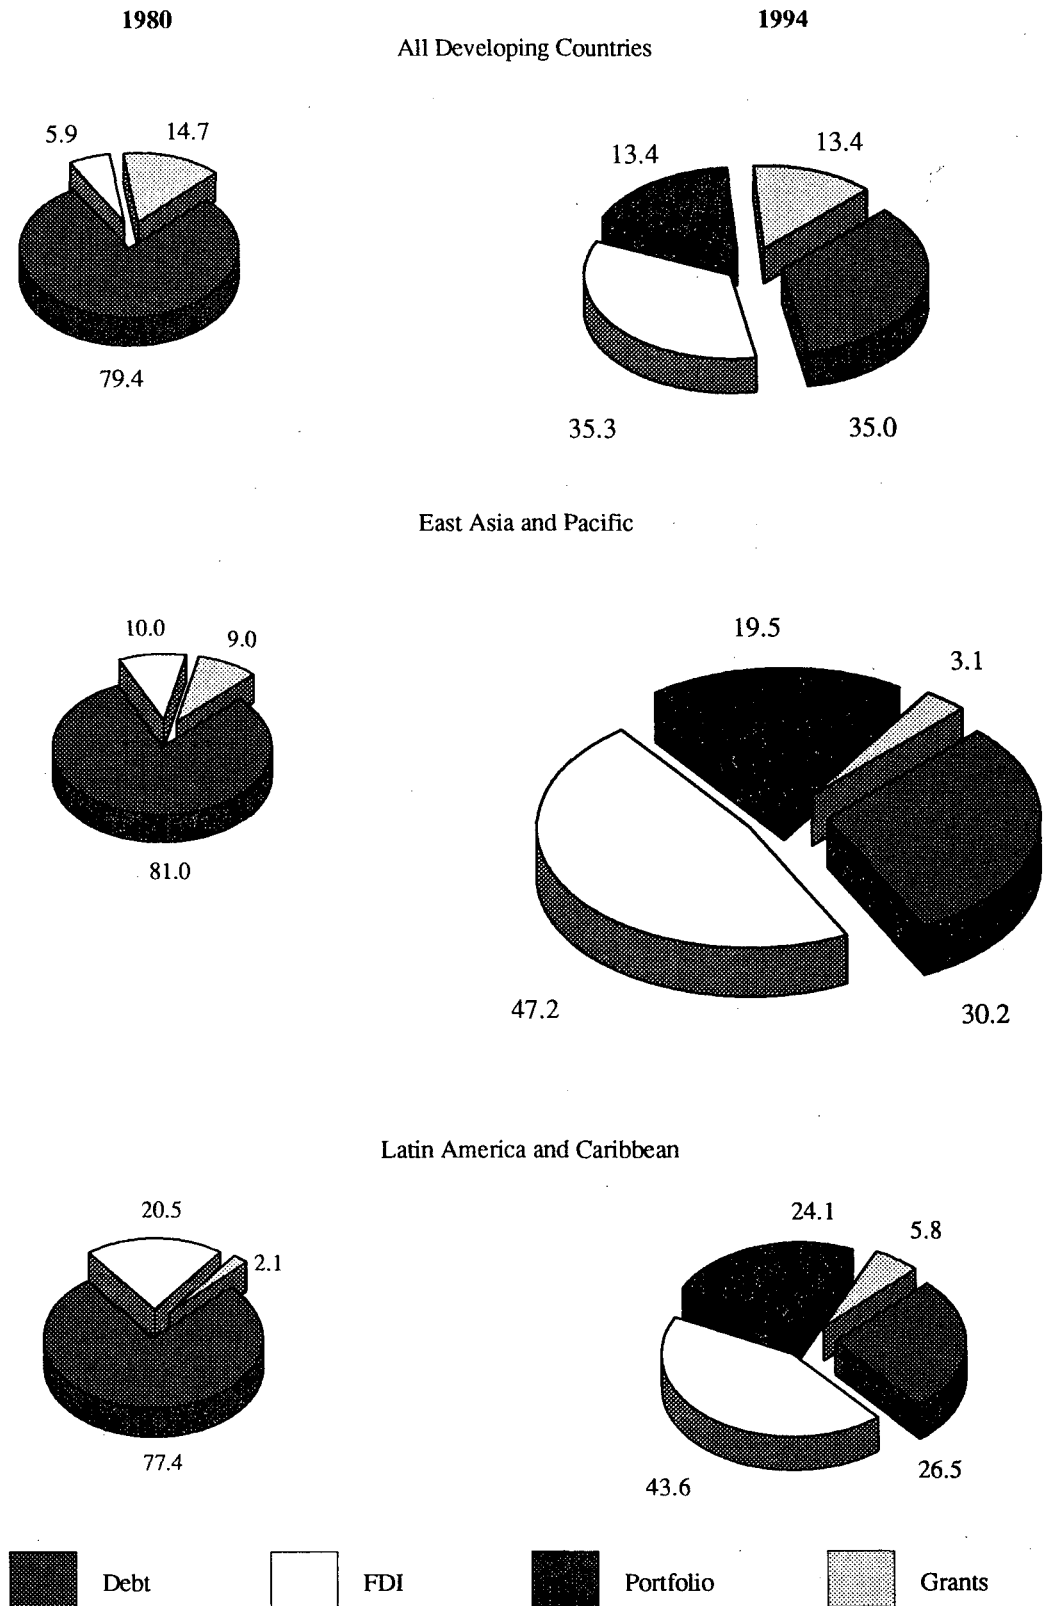 1980 1994
All Developing Countries
5.9 14.7 13.4 13.4
79.4
35.3 35.0
East Asia and Pacific
10.0 9.0 19.5 3.1
81.0
47.2 30.2
Latin America and Caribbean
20.5 2.1 24.1 5.8
77.4 43.6 26.5
Debt FDI Portfolio Grants